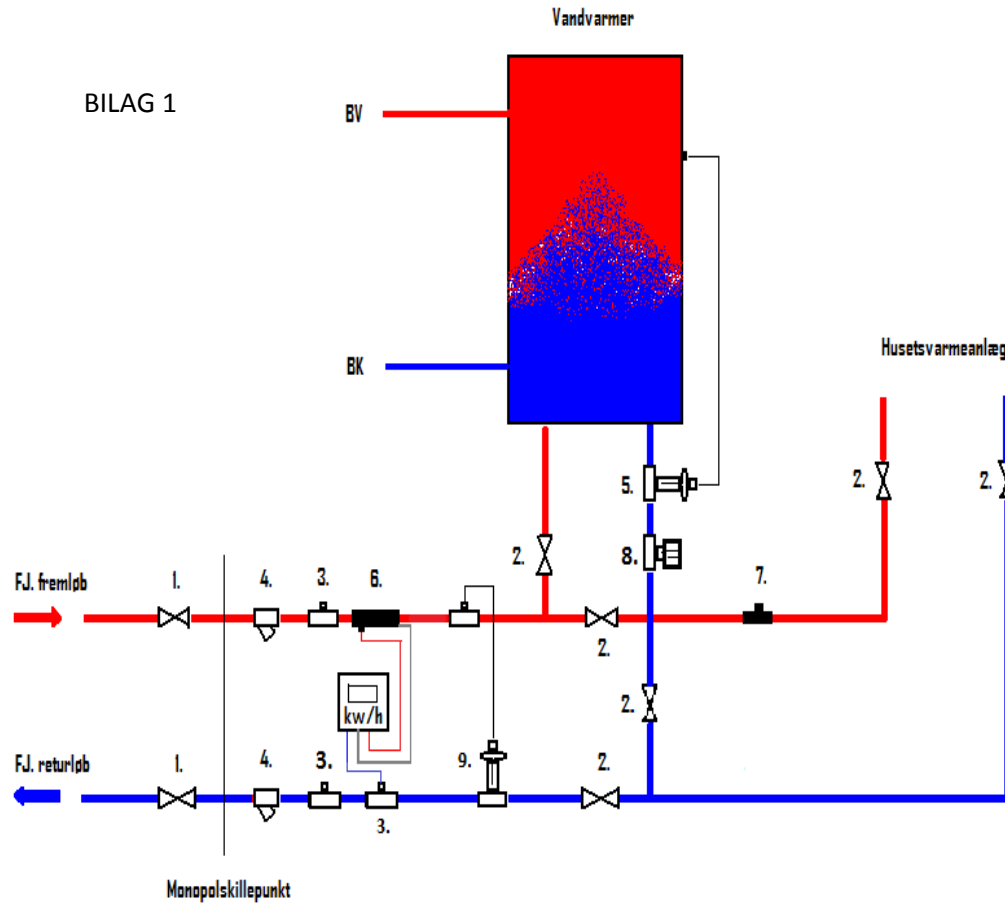 Vandvarmer
BILAG 1
BV
BK
Husetsvarmeanlæg
5.
2.
2.
8.
2.
FJ. fremløb
1.
4.
3.
6.
7.
2.
kw/h
2.
FJ. returløb
1.
4.
3.
9.
2.
3.
Monopolskillepunkt